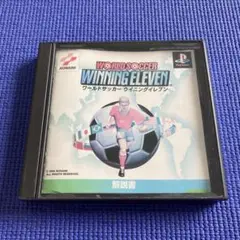 KONAMI
WORLD SOCCER
WINNING ELEVEN
ワールドサッカー ウイニングイレブン
PlayStation
解説書